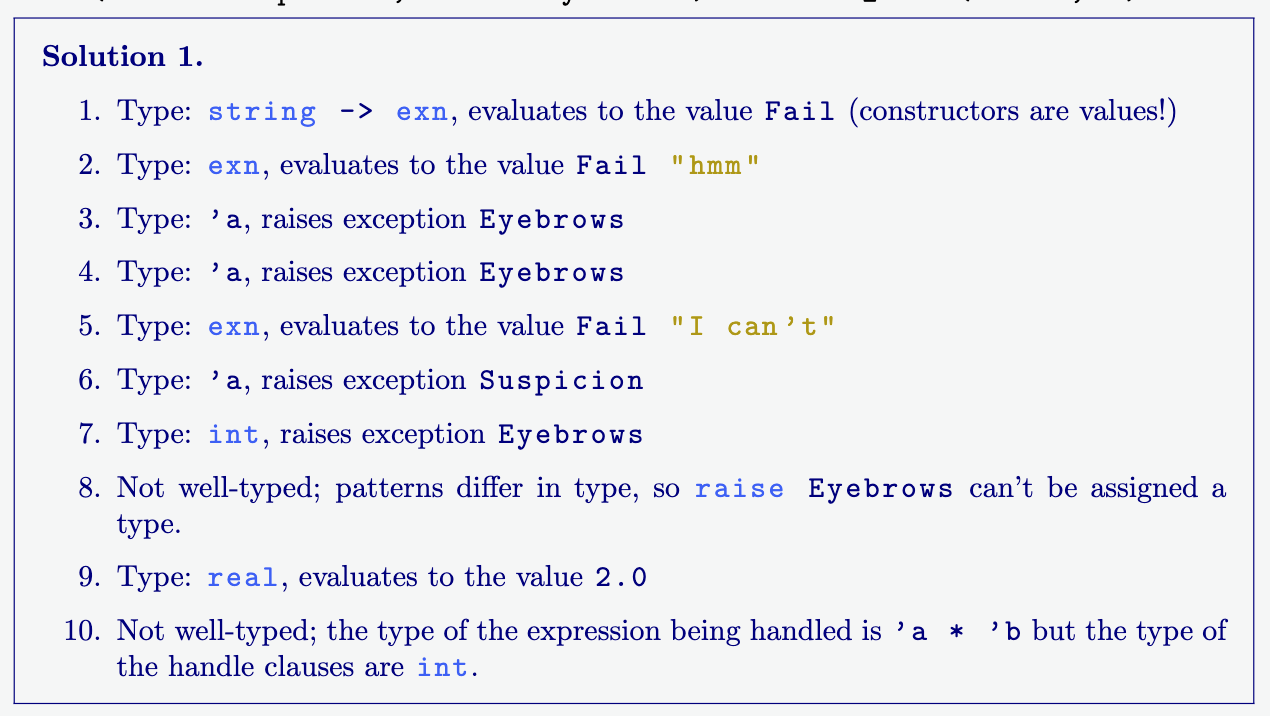 Solution 1.
1. Type: string -> exn, evaluates to the value Fail (constructors are values!)
2. Type: exn, evaluates to the value Fail "hmm"
3. Type: 'a, raises exception Eyebrows
4. Type: 'a, raises exception Eyebrows
5. Type: exn, evaluates to the value Fail "I can't"
6. Type: 'a, raises exception Suspicion
7. Type: int, raises exception Eyebrows
8. Not well-typed; patterns differ in type, so raise Eyebrows can't be assigned a
type.
9. Type: real, evaluates to the value 2.0
10. Not well-typed; the type of the expression being handled is 'a * 'b but the type of
the handle clauses are int.